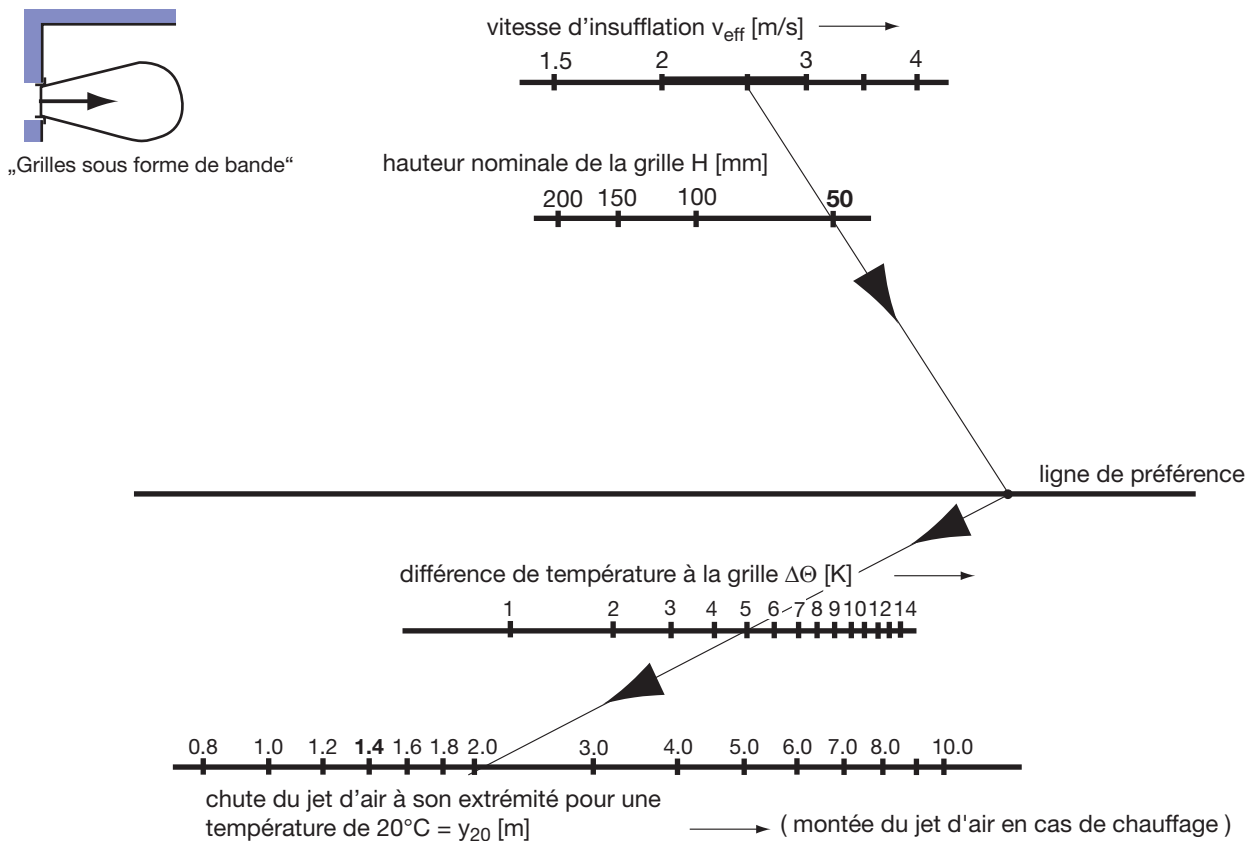 vitesse d'insufflation veff [m/s]
1.5 2 3 4
„Grilles sous forme de bande“
hauteur nominale de la grille H [mm]
200 150 100 50
ligne de préférence
différence de température à la grille ΔΘ [K]
1 2 3 4 5 6 7 8 9 10 12 14
0.8 1.0 1.2 1.4 1.6 1.8 2.0 3.0 4.0 5.0 6.0 7.0 8.0 10.0
chute du jet d'air à son extrémité pour une
température de 20°C = y20 [m]
( montée du jet d'air en cas de chauffage )